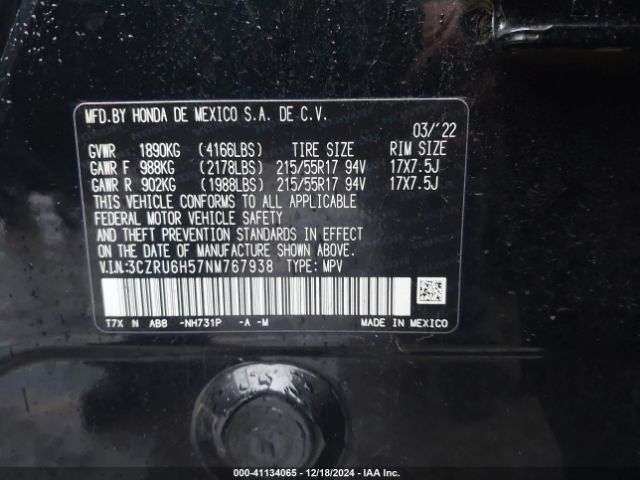 MFD. BY HONDA DE MEXICO S.A. DE C.V.
03/'22
GVWR 1890KG (4166LBS) TIRE SIZE RIM SIZE
GAWR F 988KG (2178LBS) 215/55R17 94V 17X7.5J
GAWR R 902KG (1988LBS) 215/55R17 94V 17X7.5J
THIS VEHICLE CONFORMS TO ALL APPLICABLE
FEDERAL MOTOR VEHICLE SAFETY
AND THEFT PREVENTION STANDARDS IN EFFECT
ON THE DATE OF MANUFACTURE SHOWN ABOVE.
V.I.N.:3CZRU6H57NM767938 TYPE: MPV
T7X N AB8 -NH731P -A -M MADE IN MEXICO
000-41134065 - 12/18/2024 - IAA Inc.